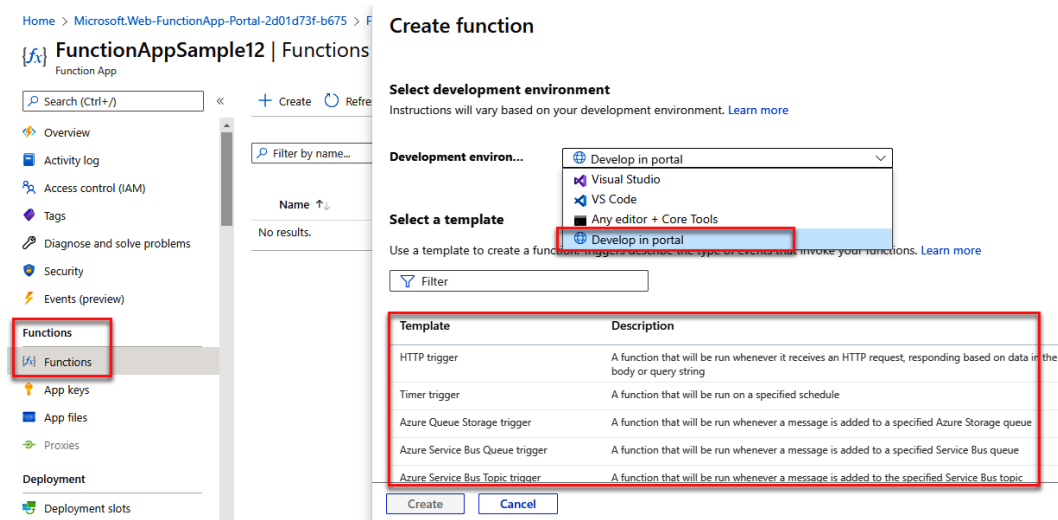 Home > Microsoft.Web-FunctionApp-Portal-2d01d73f-b675 > F
{fx} FunctionAppSample12 | Functions
Function App
Search (Ctrl+/)
«
Overview
Activity log
Access control (IAM)
Tags
Diagnose and solve problems
Security
Events (preview)
Functions
Functions
App keys
App files
Proxies
Deployment
Deployment slots
+ Create Refre
Filter by name...
Name ↑↓
No results.
Create function
Select development environment
Instructions will vary based on your development environment. Learn more
Development environ... Develop in portal
Visual Studio
VS Code
Any editor + Core Tools
Develop in portal
Select a template
Use a template to create a function. Triggers describe the type of events that invoke your functions. Learn more
Filter
Template Description
HTTP trigger A function that will be run whenever it receives an HTTP request, responding based on data in the
body or query string
Timer trigger A function that will be run on a specified schedule
Azure Queue Storage trigger A function that will be run whenever a message is added to a specified Azure Storage queue
Azure Service Bus Queue trigger A function that will be run whenever a message is added to a specified Service Bus queue
Azure Service Bus Topic trigger A function that will be run whenever a message is added to the specified Service Bus topic
Create Cancel